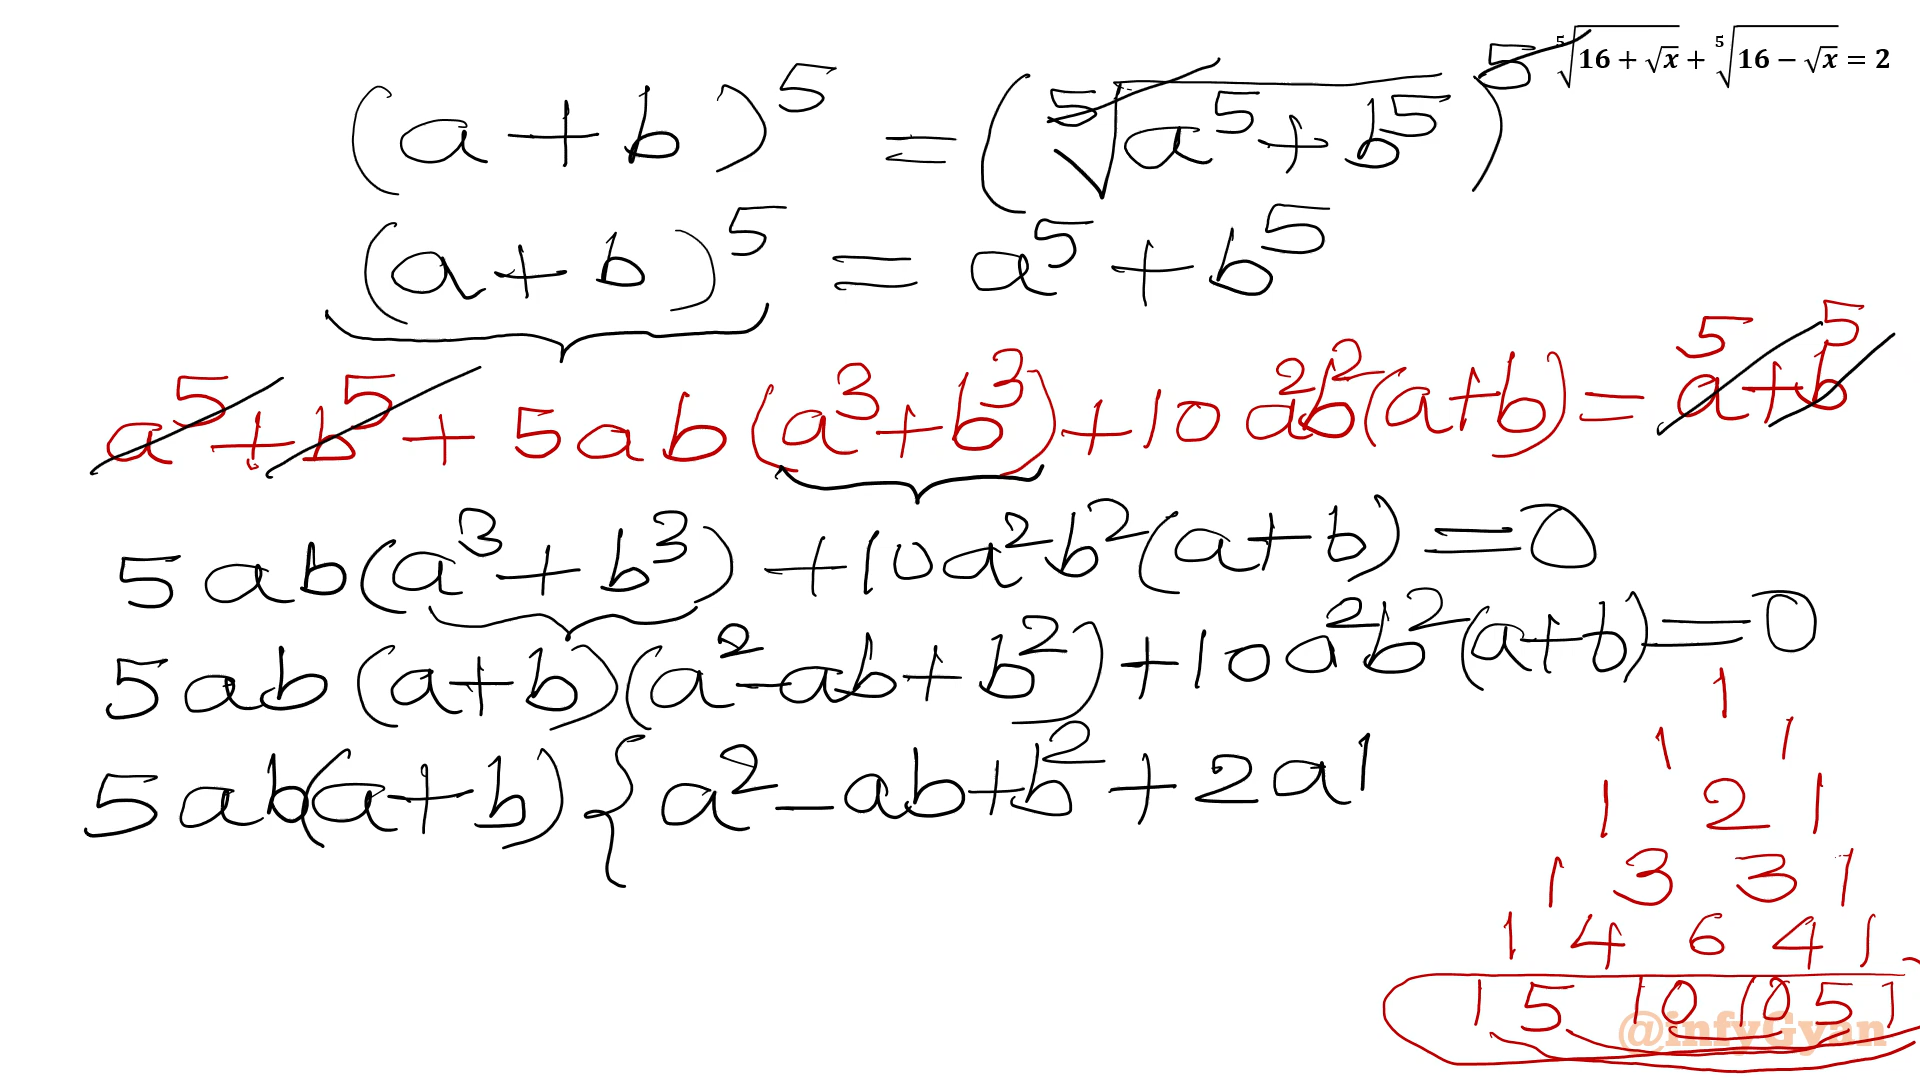 ⁵√(16 + √x) + ⁵√(16 − √x) = 2
(a + b)⁵ = (⁵√(a⁵ + b⁵))⁵
(a + b)⁵ = a⁵ + b⁵
a⁵ + b⁵ + 5ab(a³ + b³) + 10a²b²(a+b) = a⁵+b⁵
5ab(a³ + b³) + 10a²b²(a+b) = 0
5ab(a+b)(a² − ab + b²) + 10a²b²(a+b) = 0
5ab(a+b){a² − ab + b² + 2a
1
1 1
1 2 1
1 3 3 1
1 4 6 4 1
1 5 10 10 5 1
@infyGyan